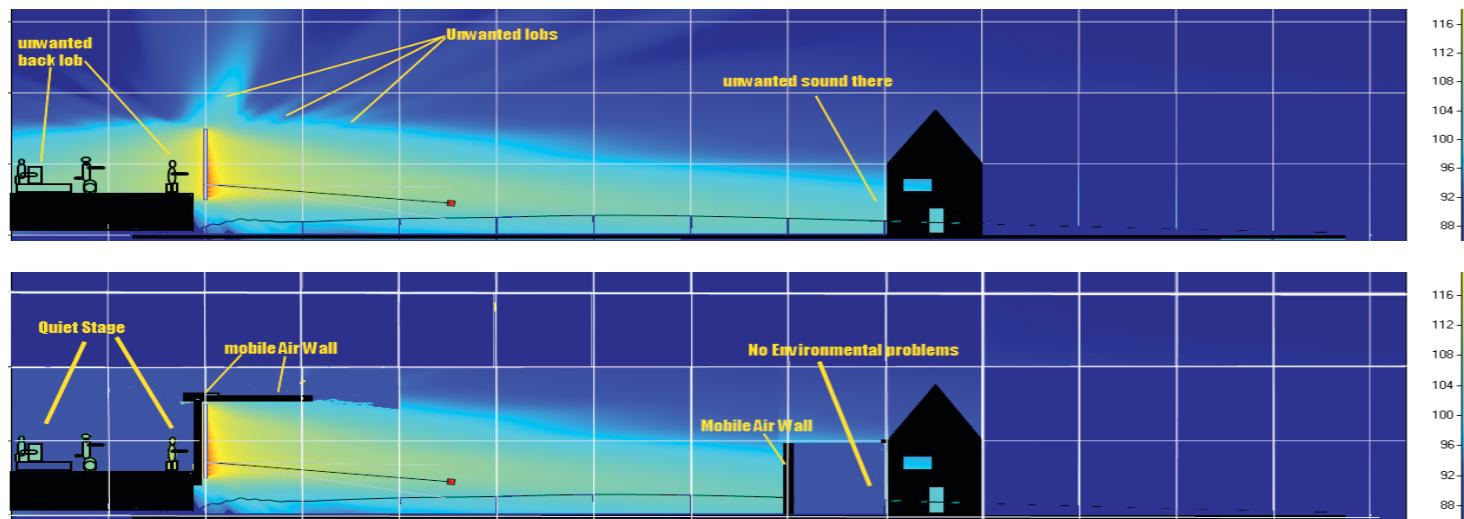 unwanted
back lob
Unwanted lobs
unwanted sound there
116
112
108
104
100
96
92
88
Quiet Stage
mobile Air Wall
No Environmental problems
Mobile Air Wall
116
112
108
104
100
96
92
88